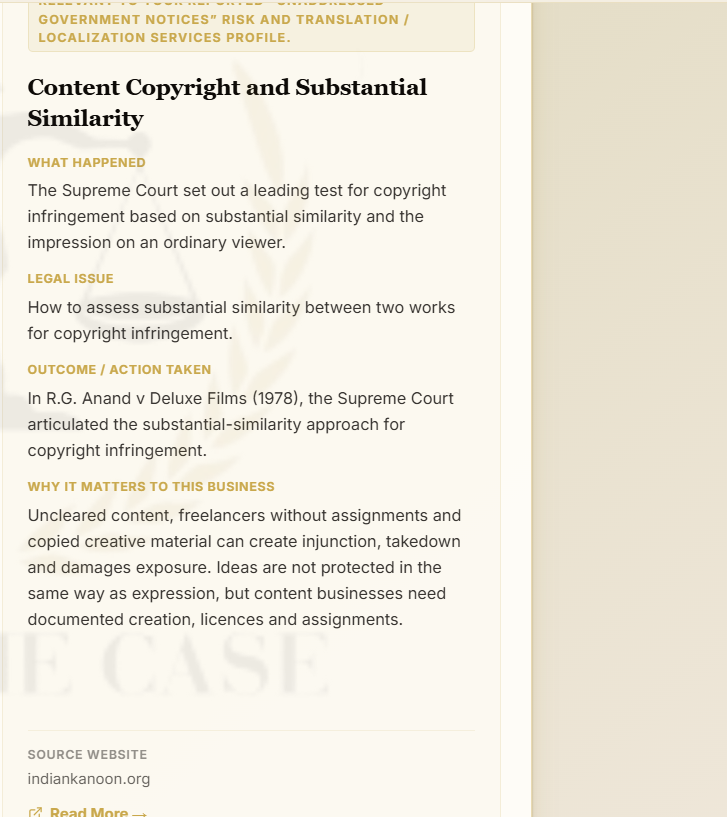 GOVERNMENT NOTICES” RISK AND TRANSLATION /
LOCALIZATION SERVICES PROFILE.
Content Copyright and Substantial
Similarity
WHAT HAPPENED
The Supreme Court set out a leading test for copyright
infringement based on substantial similarity and the
impression on an ordinary viewer.
LEGAL ISSUE
How to assess substantial similarity between two works
for copyright infringement.
OUTCOME / ACTION TAKEN
In R.G. Anand v Deluxe Films (1978), the Supreme Court
articulated the substantial-similarity approach for
copyright infringement.
WHY IT MATTERS TO THIS BUSINESS
Uncleared content, freelancers without assignments and
copied creative material can create injunction, takedown
and damages exposure. Ideas are not protected in the
same way as expression, but content businesses need
documented creation, licences and assignments.
E CASE
SOURCE WEBSITE
indiankanoon.org
Read More →